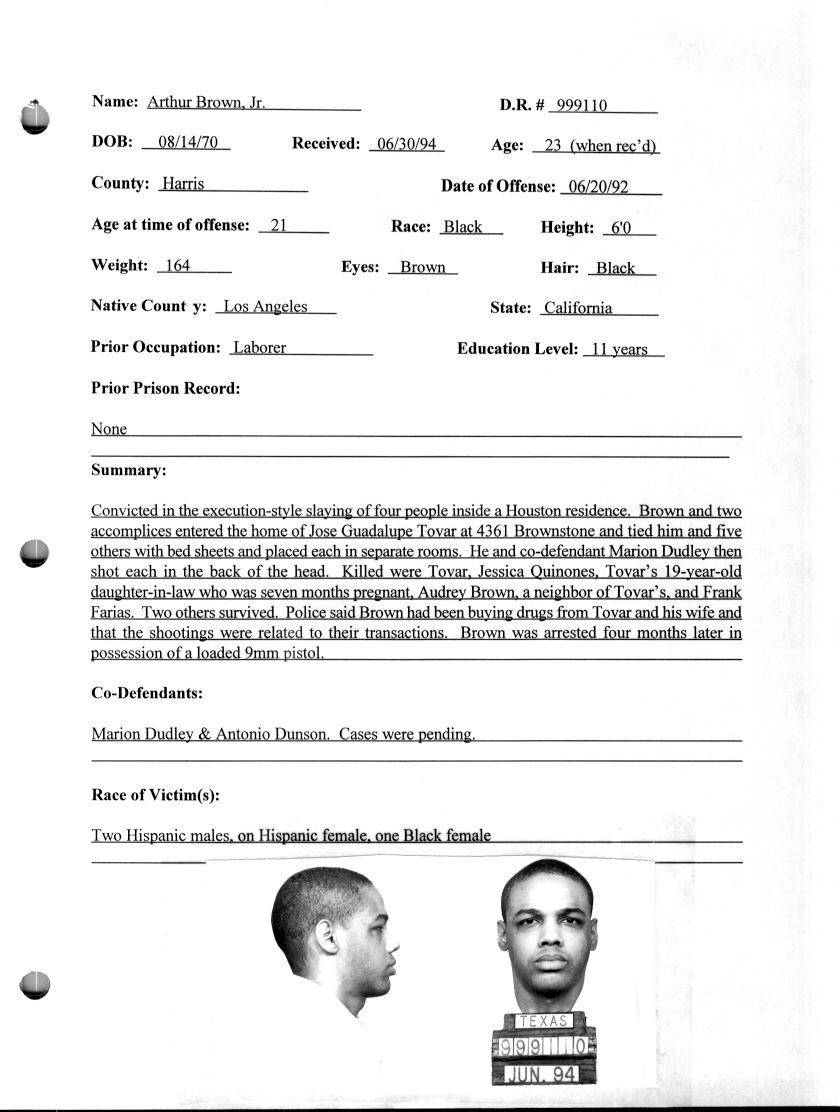 Name: Arthur Brown, Jr. D.R. # 999110
DOB: 08/14/70 Received: 06/30/94 Age: 23 (when rec'd)
County: Harris Date of Offense: 06/20/92
Age at time of offense: 21 Race: Black Height: 6'0
Weight: 164 Eyes: Brown Hair: Black
Native Count y: Los Angeles State: California
Prior Occupation: Laborer Education Level: 11 years
Prior Prison Record:
None
Summary:
Convicted in the execution-style slaying of four people inside a Houston residence. Brown and two
accomplices entered the home of Jose Guadalupe Tovar at 4361 Brownstone and tied him and five
others with bed sheets and placed each in separate rooms. He and co-defendant Marion Dudley then
shot each in the back of the head. Killed were Tovar, Jessica Quinones, Tovar's 19-year-old
daughter-in-law who was seven months pregnant, Audrey Brown, a neighbor of Tovar's, and Frank
Farias. Two others survived. Police said Brown had been buying drugs from Tovar and his wife and
that the shootings were related to their transactions. Brown was arrested four months later in
possession of a loaded 9mm pistol.
Co-Defendants:
Marion Dudley & Antonio Dunson. Cases were pending.
Race of Victim(s):
Two Hispanic males, on Hispanic female, one Black female
TEXAS
999110
JUN. 94